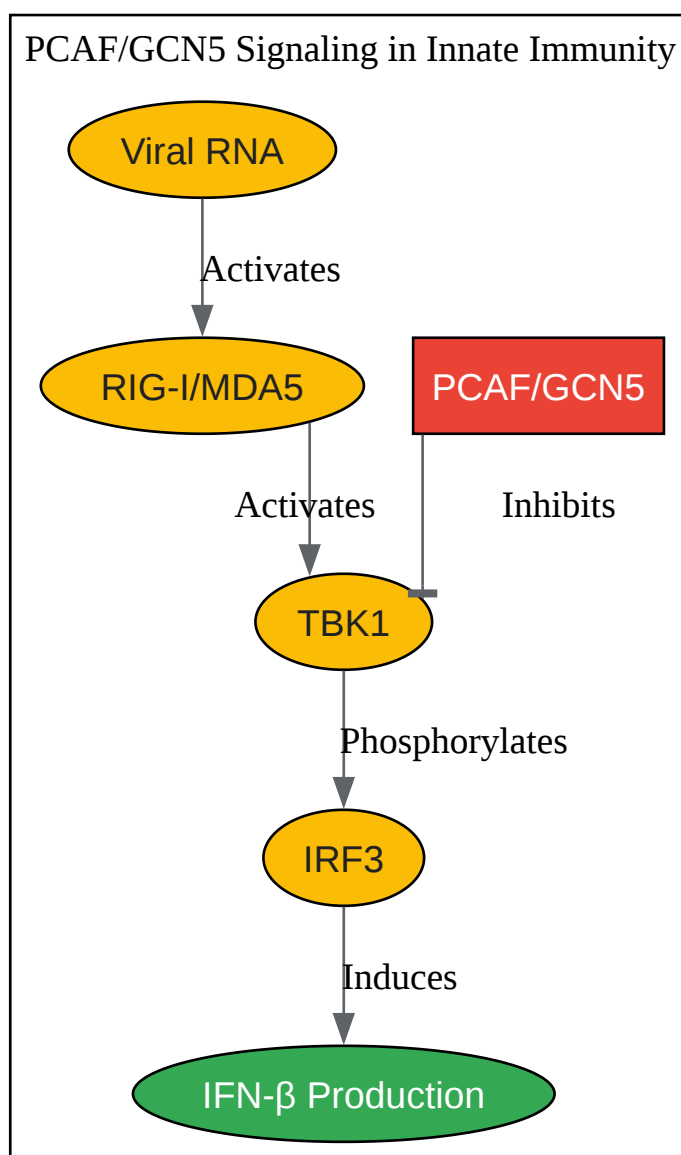 PCAF/GCN5 Signaling in Innate Immunity
Viral RNA
Activates
RIG-I/MDA5
PCAF/GCN5
Activates
Inhibits
TBK1
Phosphorylates
IRF3
Induces
IFN-β Production